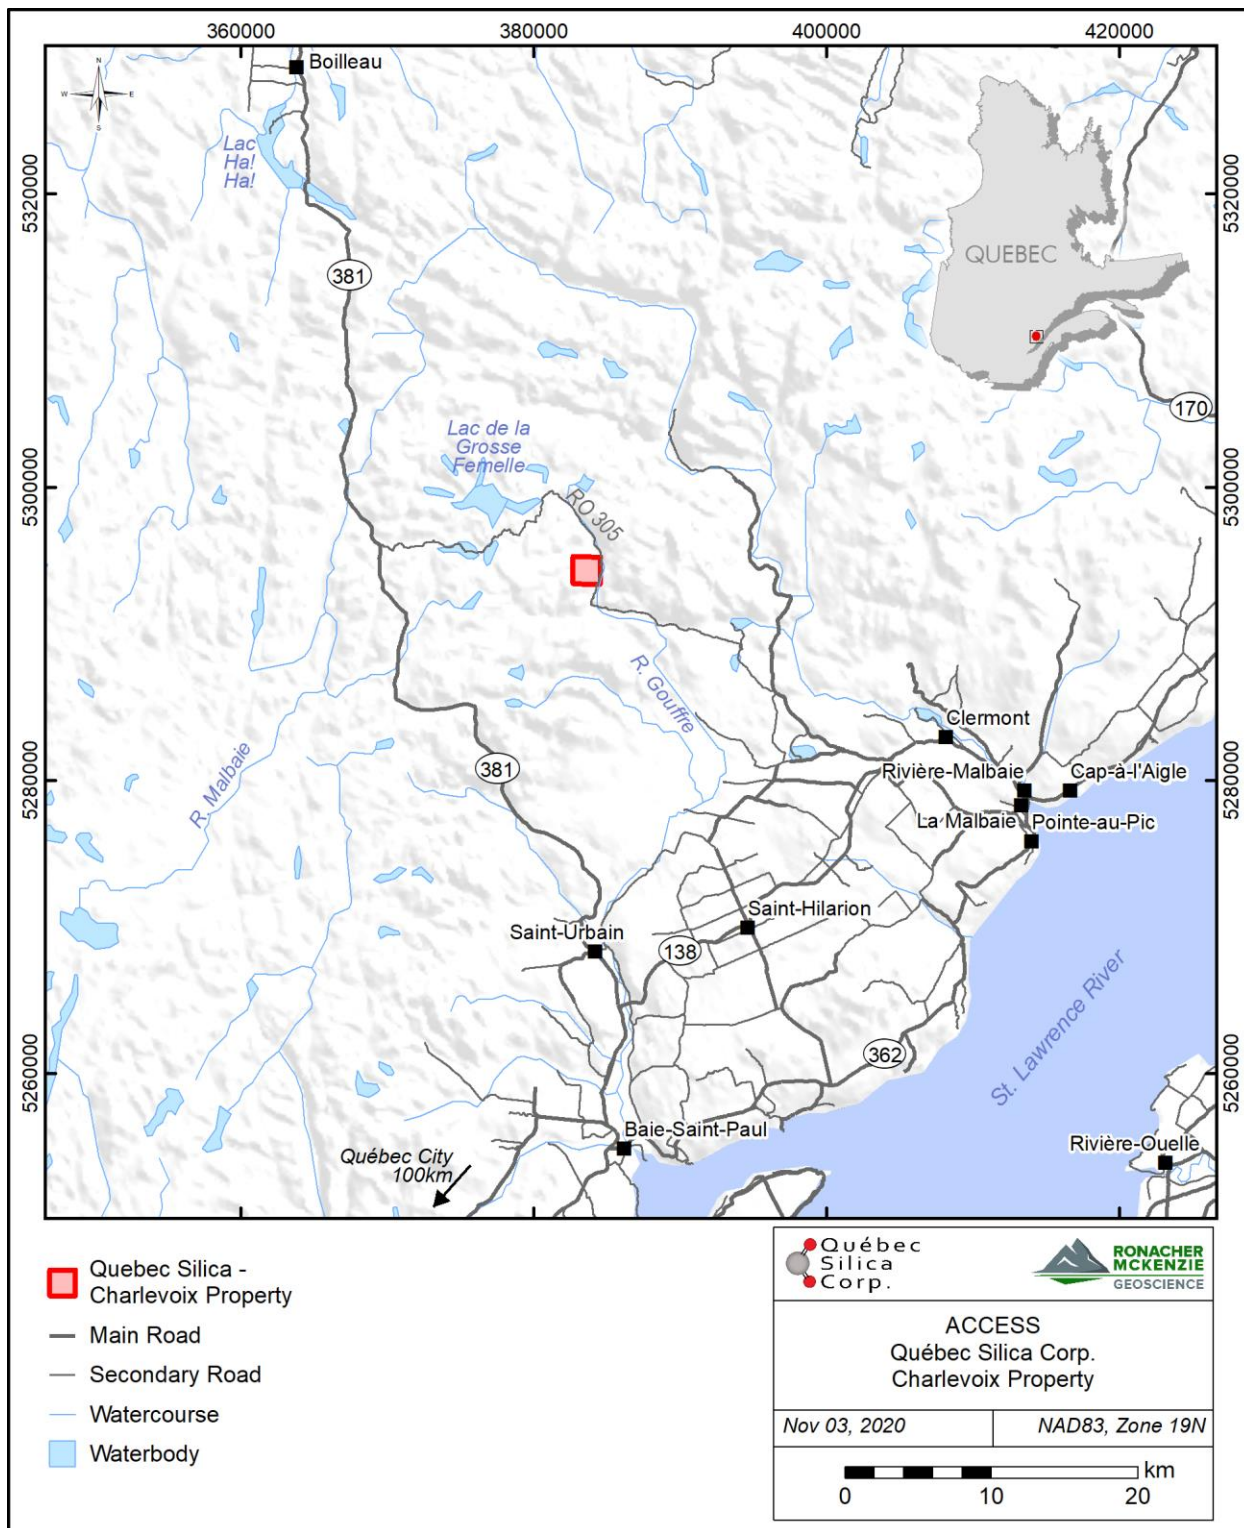 360000
380000
400000
420000
N
W
E
S
Boilleau
Lac
Ha!
Ha!
5320000
5320000
QUEBEC
381
170
Lac de la
Grosse
Femelle
RO 305
5300000
5300000
R. Gouffre
R. Malbaie
Clermont
Rivière-Malbaie
Cap-à-l'Aigle
5280000
5280000
381
La Malbaie
Pointe-au-Pic
Saint-Hilarion
Saint-Urbain
138
St. Lawrence River
362
5260000
5260000
Baie-Saint-Paul
Rivière-Ouelle
Québec City
100km
Quebec Silica -
Charlevoix Property
Main Road
Secondary Road
Watercourse
Waterbody
Québec
Silica
Corp.
RONACHER
MCKENZIE
GEOSCIENCE
ACCESS
Québec Silica Corp.
Charlevoix Property
Nov 03, 2020
NAD83, Zone 19N
km
0
10
20